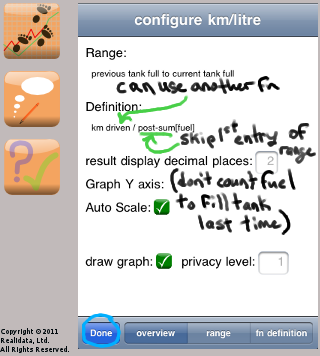 configure km/litre
Range:
previous tank full to current tank full
can use another fn
Definition:
km driven / post-sum[fuel]
skip 1st entry of range
result display decimal places: 2
Graph Y axis:
(don't count fuel
to fill tank
last time)
Auto Scale:
draw graph: privacy level: 1
Done overview range fn definition
Copyright © 2011
Realidata, Ltd.
All Rights Reserved.